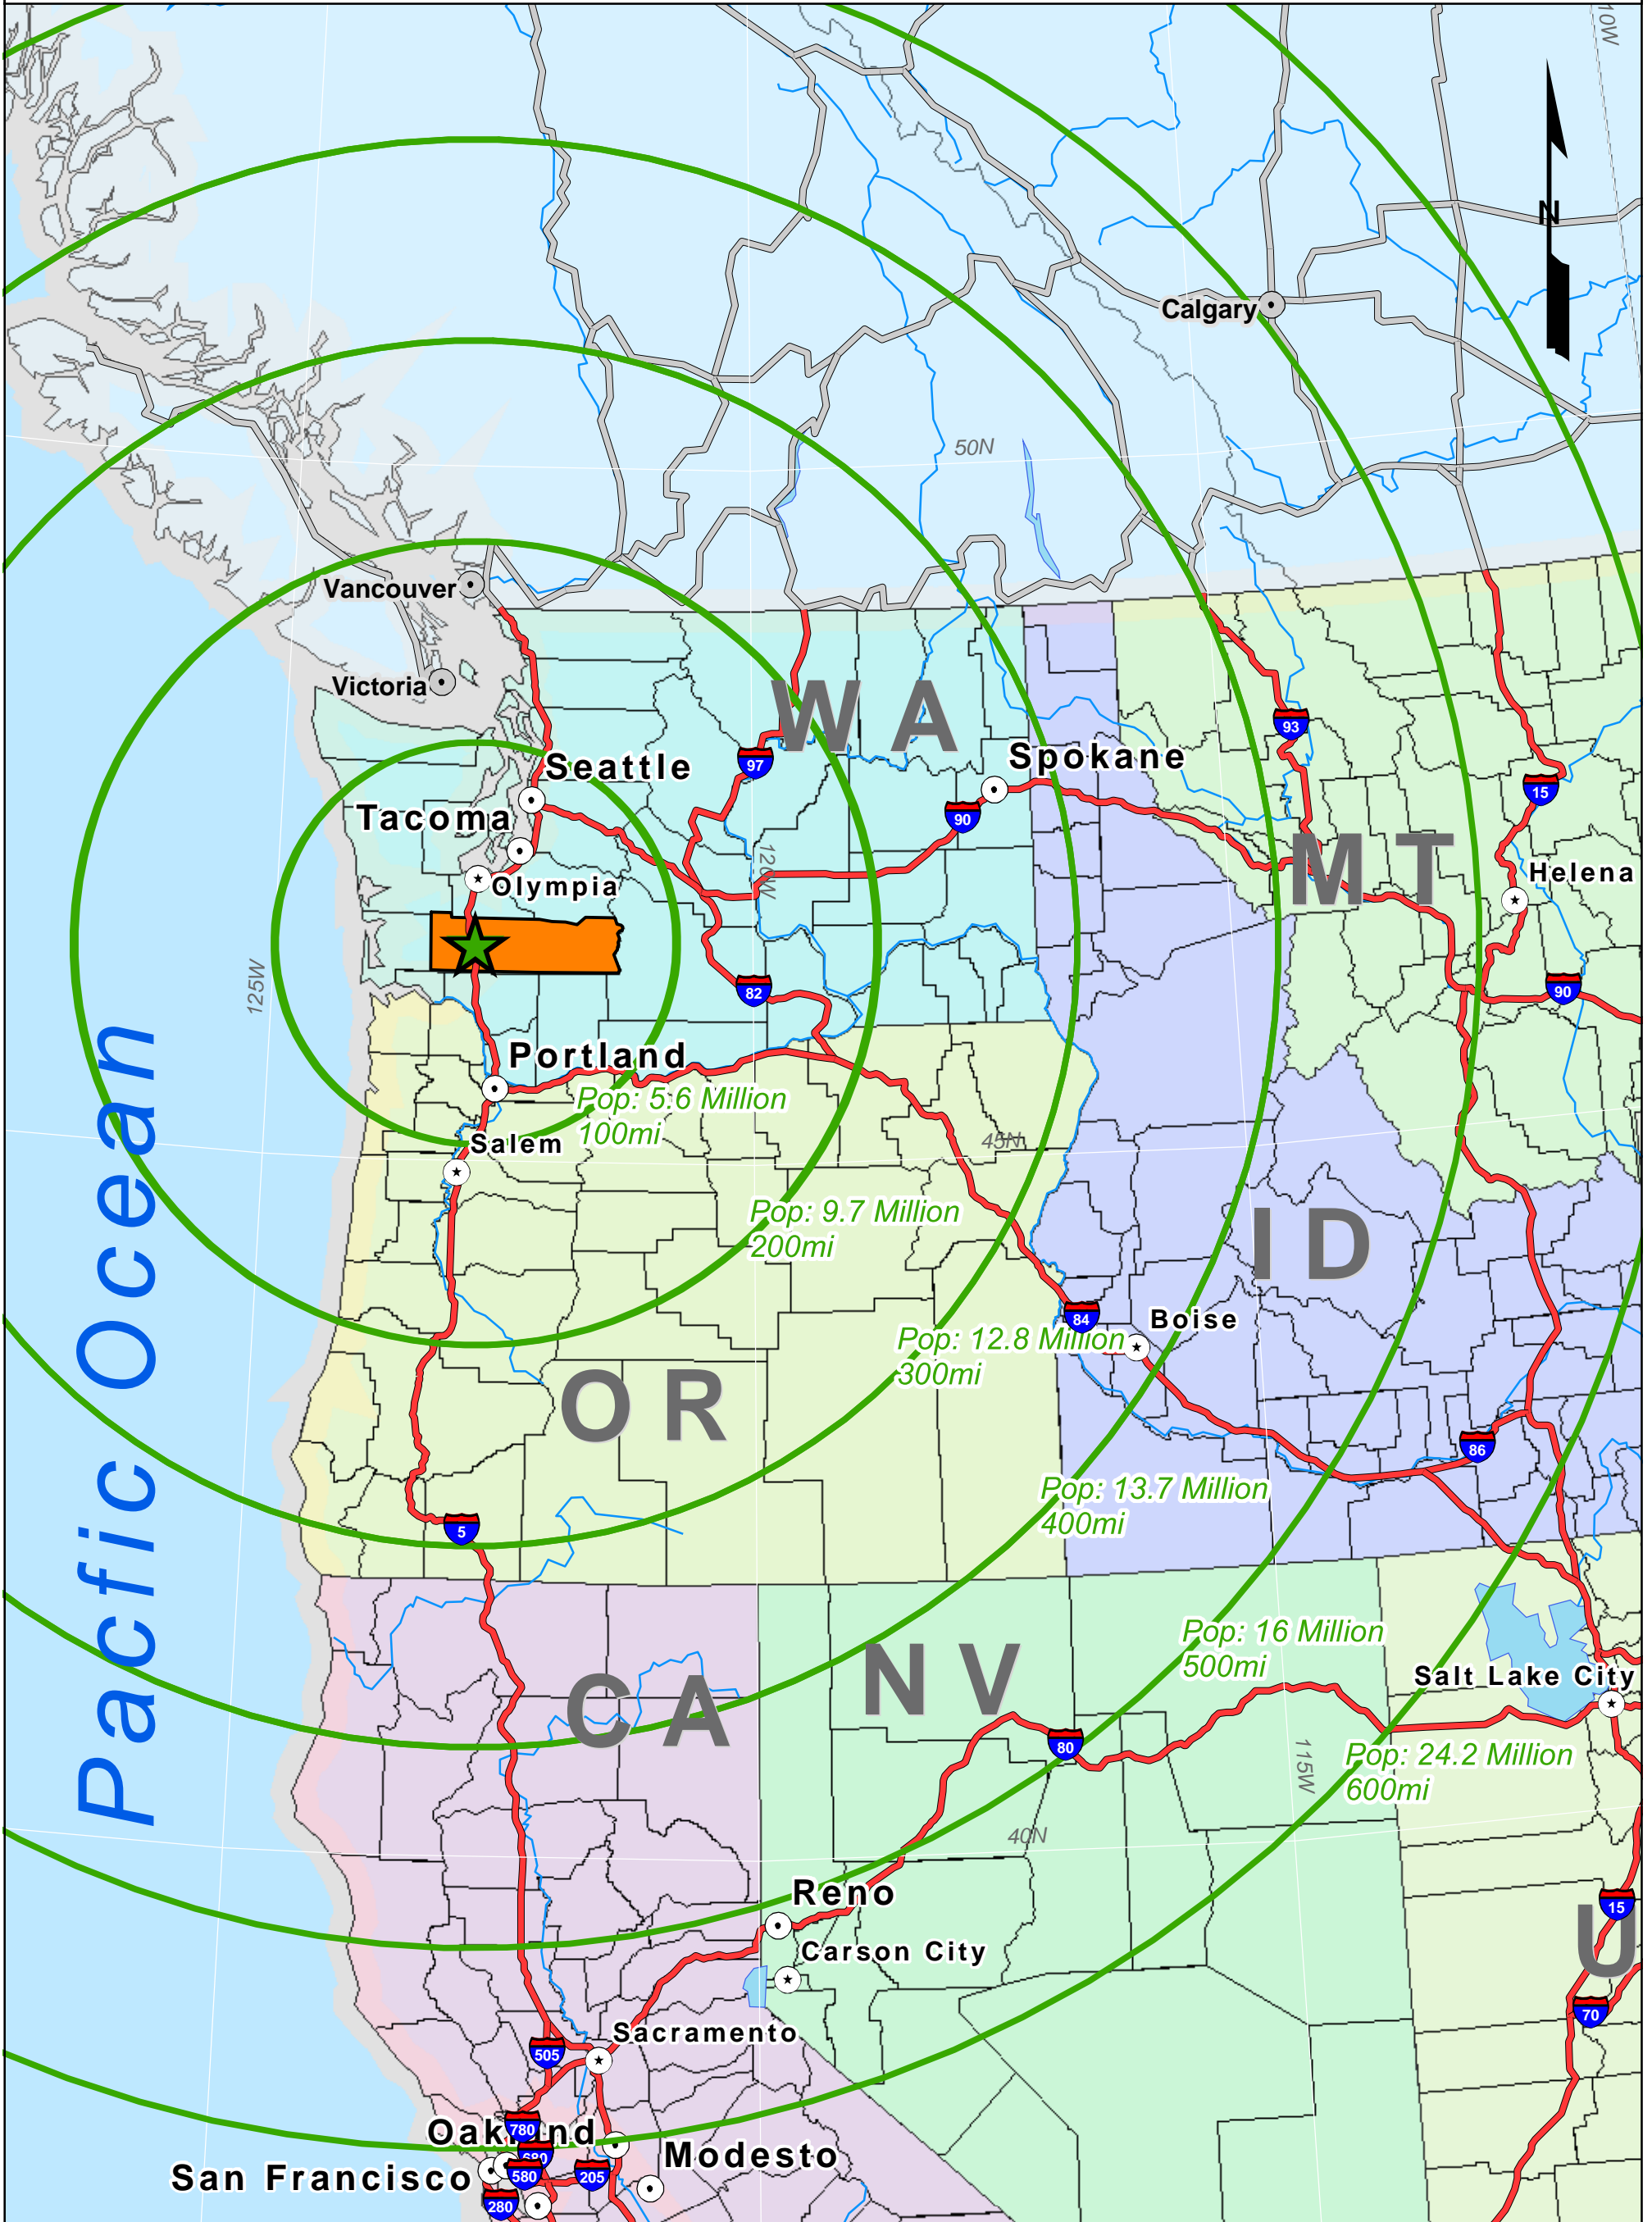 10W
N
Calgary
50N
Vancouver
Victoria
WA
93
97
Seattle
Spokane
15
90
Tacoma
MT
120W
Helena
Olympia
125W
82
90
Portland
Pop: 5.6 Million
100mi
45N
Salem
Pop: 9.7 Million
200mi
ID
Pacfic Ocean
84
Boise
Pop: 12.8 Million
300mi
OR
86
Pop: 13.7 Million
400mi
5
Pop: 16 Million
500mi
NV
Salt Lake City
CA
80
115W
Pop: 24.2 Million
600mi
40N
Reno
15
U
Carson City
70
Sacramento
505
780
Oakland
680
Modesto
San Francisco
580
205
280